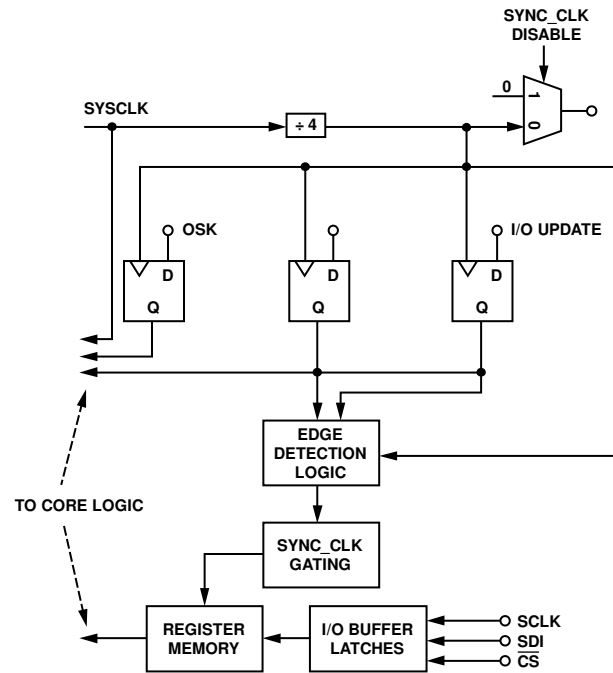 SYNC_CLK
DISABLE
0
1
0
SYSCLK
÷ 4
OSK
I/O UPDATE
D
Q
D
Q
D
Q
EDGE
DETECTION
LOGIC
TO CORE LOGIC
SYNC_CLK
GATING
REGISTER
MEMORY
I/O BUFFER
LATCHES
SCLK
SDI
CS